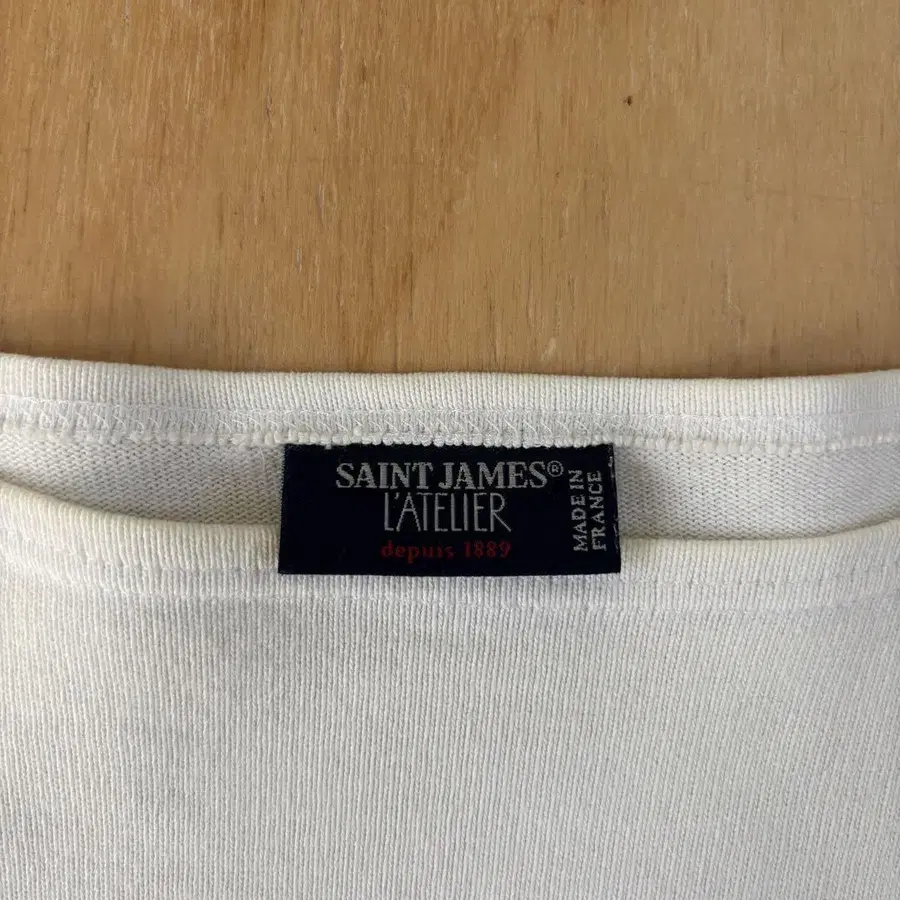 SAINT JAMES®
L'ATELIER
depuis 1889
MADE IN
FRANCE